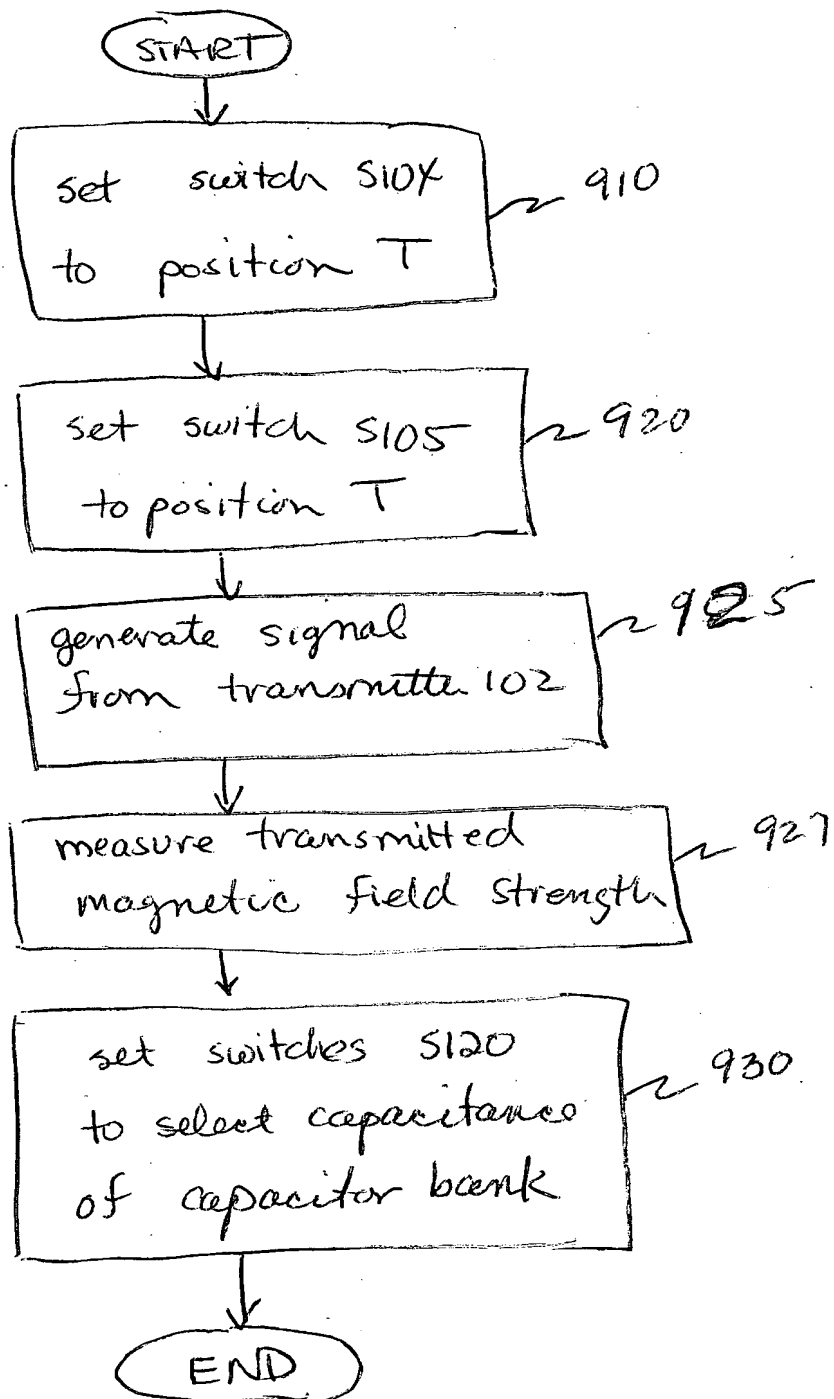 START
set switch S104
to position T
910
set switch S105
to position T
920
generate signal
from transmitter 102
925
measure transmitted
magnetic field strength
927
set switches S120
to select capacitance
of capacitor bank
930
END